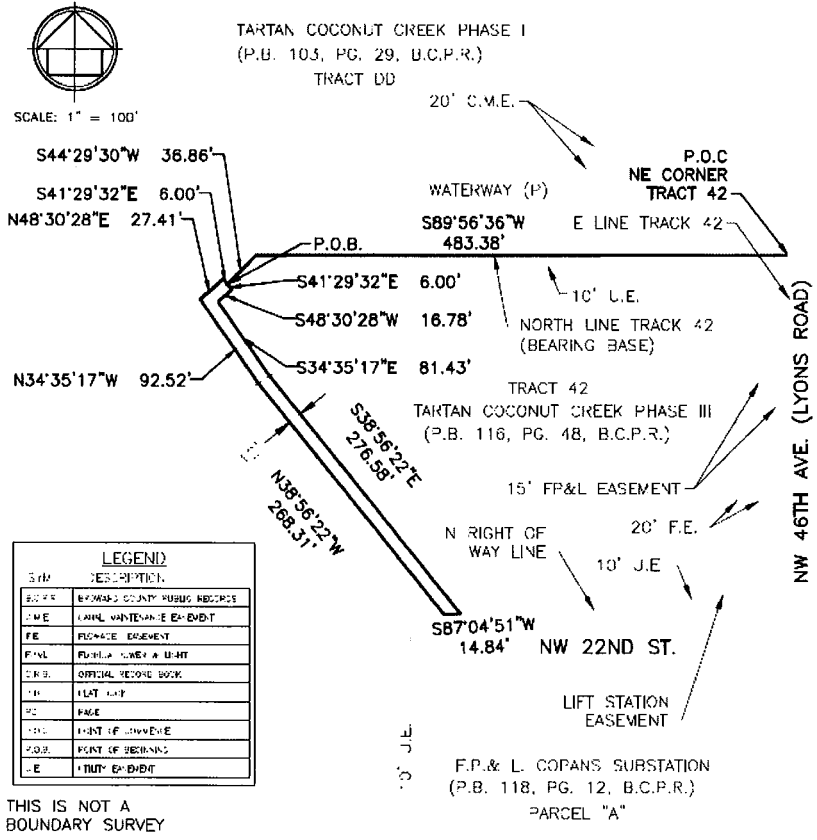 TARTAN COCONUT CREEK PHASE I
(P.B. 103, PG. 29, B.C.P.R.)
TRACT DD
SCALE: 1" = 100'
20' C.M.E.
S44°29'30"W 36.86'
S41°29'32"E 6.00'
N48°30'28"E 27.41'
P.O.C
NE CORNER
TRACT 42
WATERWAY (P)
S89°56'36"W
483.38'
E LINE TRACK 42
P.O.B.
S41°29'32"E 6.00'
10' U.E.
S48°30'28"W 16.78'
NORTH LINE TRACK 42
(BEARING BASE)
N34°35'17"W 92.52'
S34°35'17"E 81.43'
TRACT 42
TARTAN COCONUT CREEK PHASE III
(P.B. 116, PG. 48, B.C.P.R.)
NW 46TH AVE. (LYONS ROAD)
S38°56'22"E
276.58'
N38°56'22"W
268.31'
15' FP&L EASEMENT
20' F.E.
N RIGHT OF
WAY LINE
10' J.E
S87°04'51"W
14.84'
NW 22ND ST.
LIFT STATION
EASEMENT
10' J.E.
F.P.& L. COPANS SUBSTATION
(P.B. 118, PG. 12, B.C.P.R.)
PARCEL "A"
LEGEND
DESCRIPTION
BROWARD COUNTY PUBLIC RECORDS
CANAL MAINTENANCE EASEMENT
FE FLOWAGE EASEMENT
OFFICIAL RECORD BOOK
PAGE
POINT OF COMMENCE
P.O.B. POINT OF BEGINNING
UTILITY EASEMENT
THIS IS NOT A
BOUNDARY SURVEY